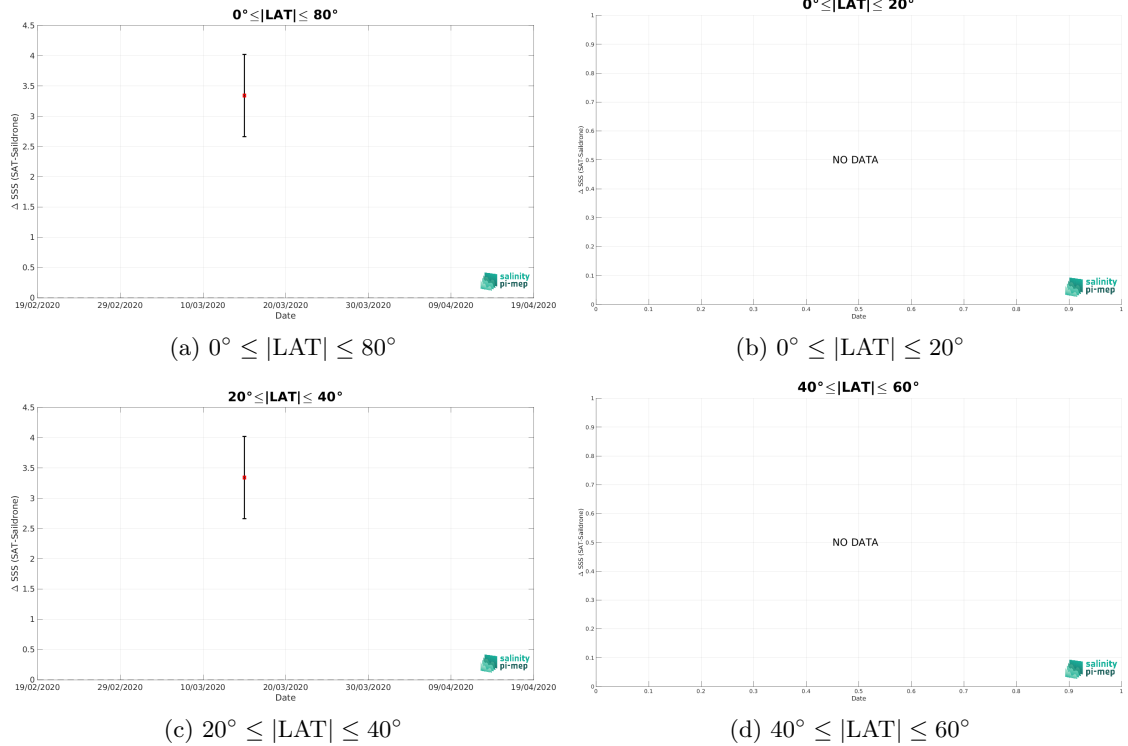 0°≤|LAT|≤ 80°
4.5
4
3.5
3
2.5
2
1.5
1
0.5
0
Δ SSS (SAT-Saildrone)
19/02/2020 29/02/2020 10/03/2020 20/03/2020 30/03/2020 09/04/2020 19/04/2020
Date
salinity
pi-mep
(a) 0° ≤ |LAT| ≤ 80°
0°≤|LAT|≤ 20°
1
0.9
0.8
0.7
0.6
0.5
0.4
0.3
0.2
0.1
0
Δ SSS (SAT-Saildrone)
NO DATA
0 0.1 0.2 0.3 0.4 0.5 0.6 0.7 0.8 0.9 1
Date
salinity
pi-mep
(b) 0° ≤ |LAT| ≤ 20°
20°≤|LAT|≤ 40°
4.5
4
3.5
3
2.5
2
1.5
1
0.5
0
Δ SSS (SAT-Saildrone)
19/02/2020 29/02/2020 10/03/2020 20/03/2020 30/03/2020 09/04/2020 19/04/2020
Date
salinity
pi-mep
(c) 20° ≤ |LAT| ≤ 40°
40°≤|LAT|≤ 60°
1
0.9
0.8
0.7
0.6
0.5
0.4
0.3
0.2
0.1
0
Δ SSS (SAT-Saildrone)
NO DATA
0 0.1 0.2 0.3 0.4 0.5 0.6 0.7 0.8 0.9 1
Date
salinity
pi-mep
(d) 40° ≤ |LAT| ≤ 60°